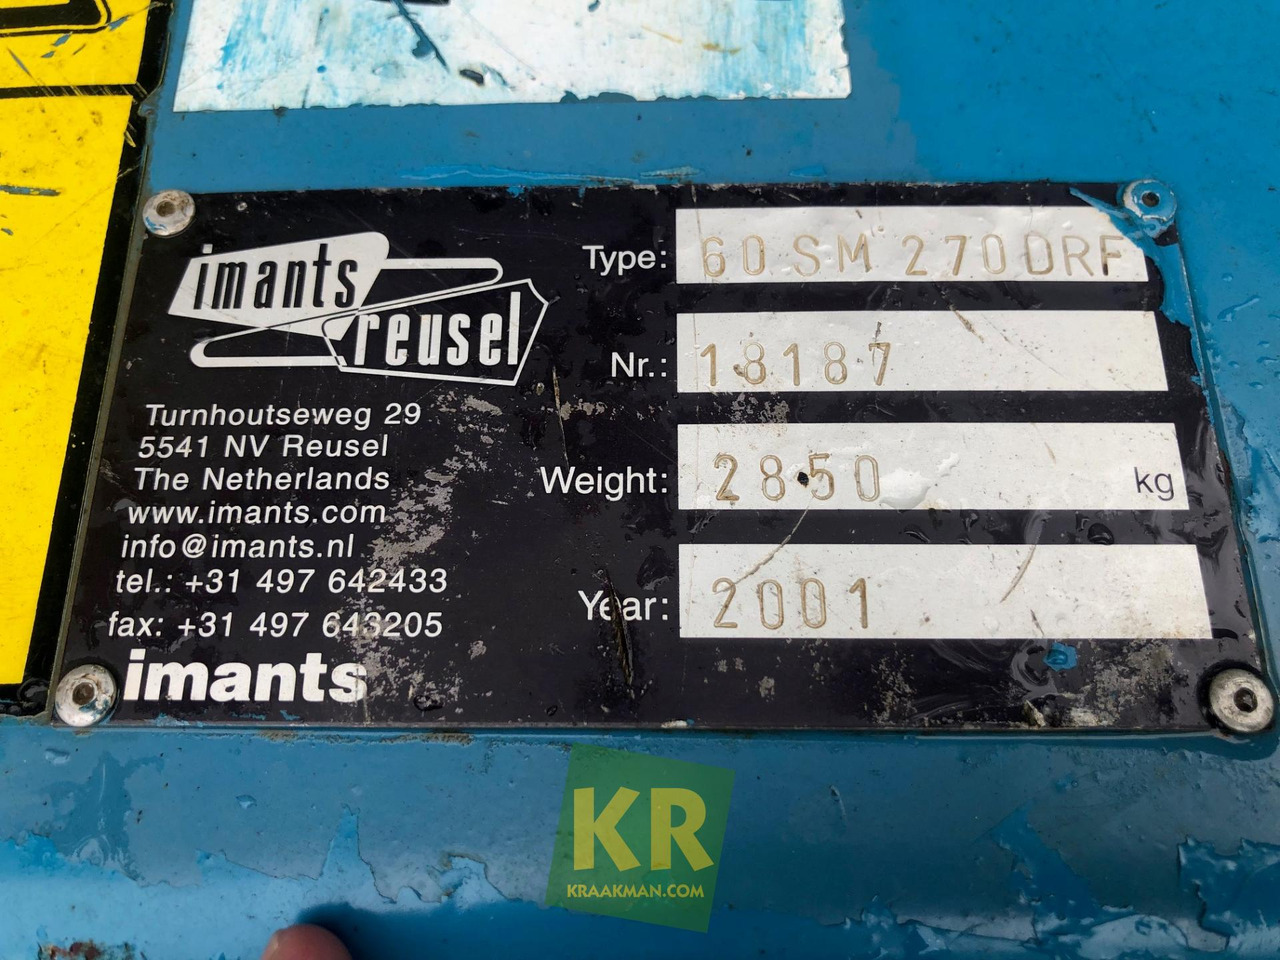 imants
reusel
Turnhoutseweg 29
5541 NV Reusel
The Netherlands
www.imants.com
info@imants.nl
tel.: +31 497 642433
fax: +31 497 643205
imants
Type: 60 SM 270 DRF
Nr.: 18187
Weight: 2850 kg
Year: 2001
KR
KRAAKMAN.COM